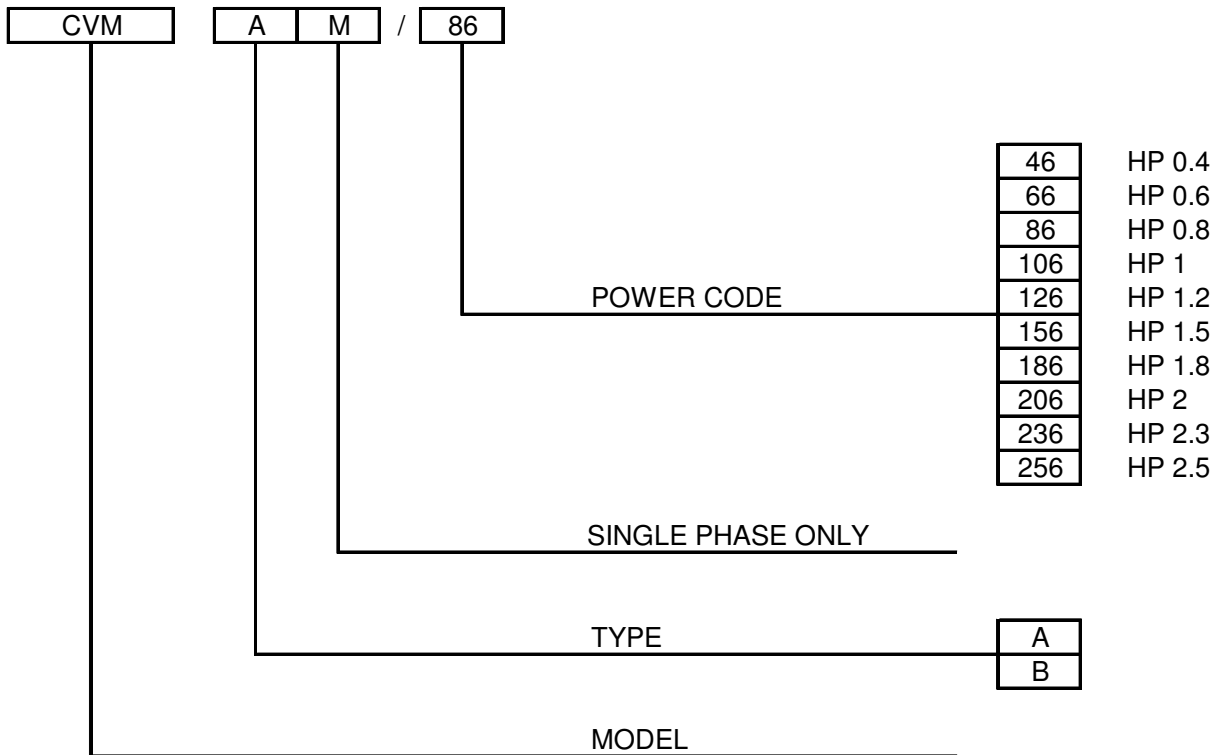 CVM A M / 86
46 HP 0.4
66 HP 0.6
86 HP 0.8
106 HP 1
POWER CODE 126 HP 1.2
156 HP 1.5
186 HP 1.8
206 HP 2
236 HP 2.3
256 HP 2.5
SINGLE PHASE ONLY
TYPE A
B
MODEL